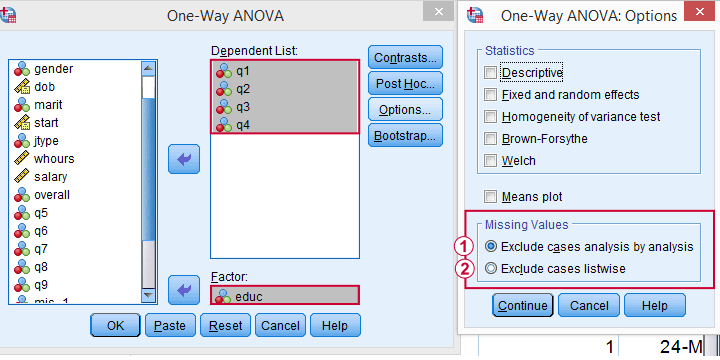 One-Way ANOVA
gender
dob
marit
start
jtype
whours
salary
overall
q5
q6
q7
q8
q9
Dependent List:
q1
q2
q3
q4
Factor:
educ
Contrasts...
Post Hoc...
Options...
Bootstrap...
OK
Paste
Reset
Cancel
Help
One-Way ANOVA: Options
Statistics
Descriptive
Fixed and random effects
Homogeneity of variance test
Brown-Forsythe
Welch
Means plot
Missing Values
1 Exclude cases analysis by analysis
2 Exclude cases listwise
Continue
Cancel
Help
1 24-M